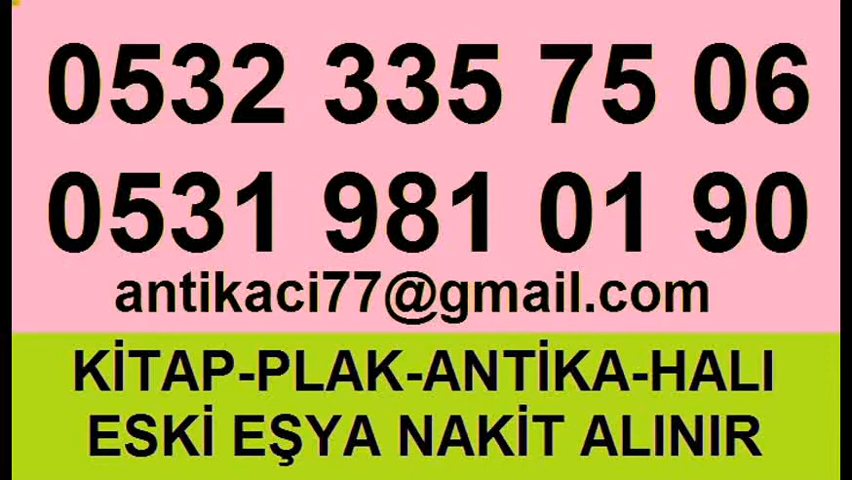 0532 335 75 06
0531 981 01 90
antikaci77@gmail.com
KİTAP-PLAK-ANTİKA-HALI
ESKİ EŞYA NAKİT ALINIR